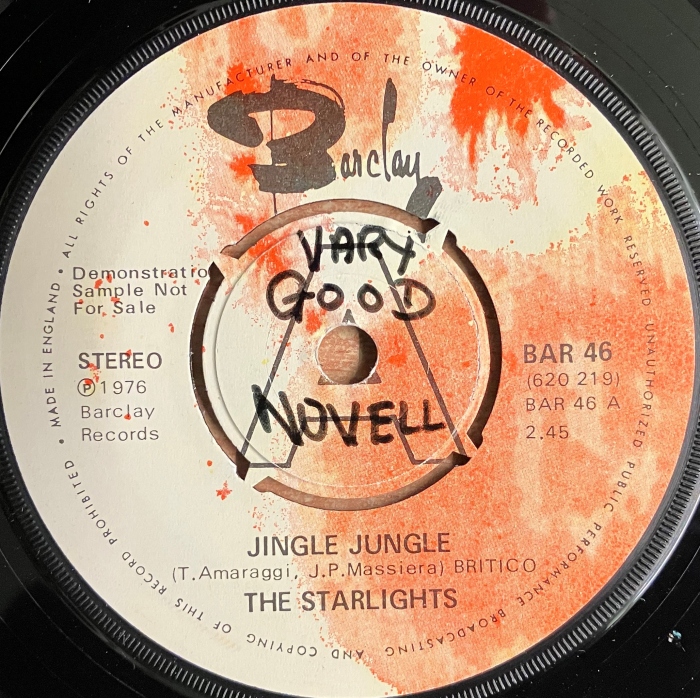 ALL RIGHTS OF THE MANUFACTURER AND OF THE OWNER OF THE RECORDED WORK RESERVED UNAUTHORIZED PUBLIC PERFORMANCE BROADCASTING AND COPYING OF THIS RECORD PROHIBITED • MADE IN ENGLAND •
Barclay
VARY
GOOD
NOVELL
A
Demonstratio
Sample Not
For Sale
STEREO
℗1976
Barclay
Records
BAR 46
(620 219)
BAR 46 A
2.45
JINGLE JUNGLE
(T.Amaraggi, J.P.Massiera) BRITICO
THE STARLIGHTS